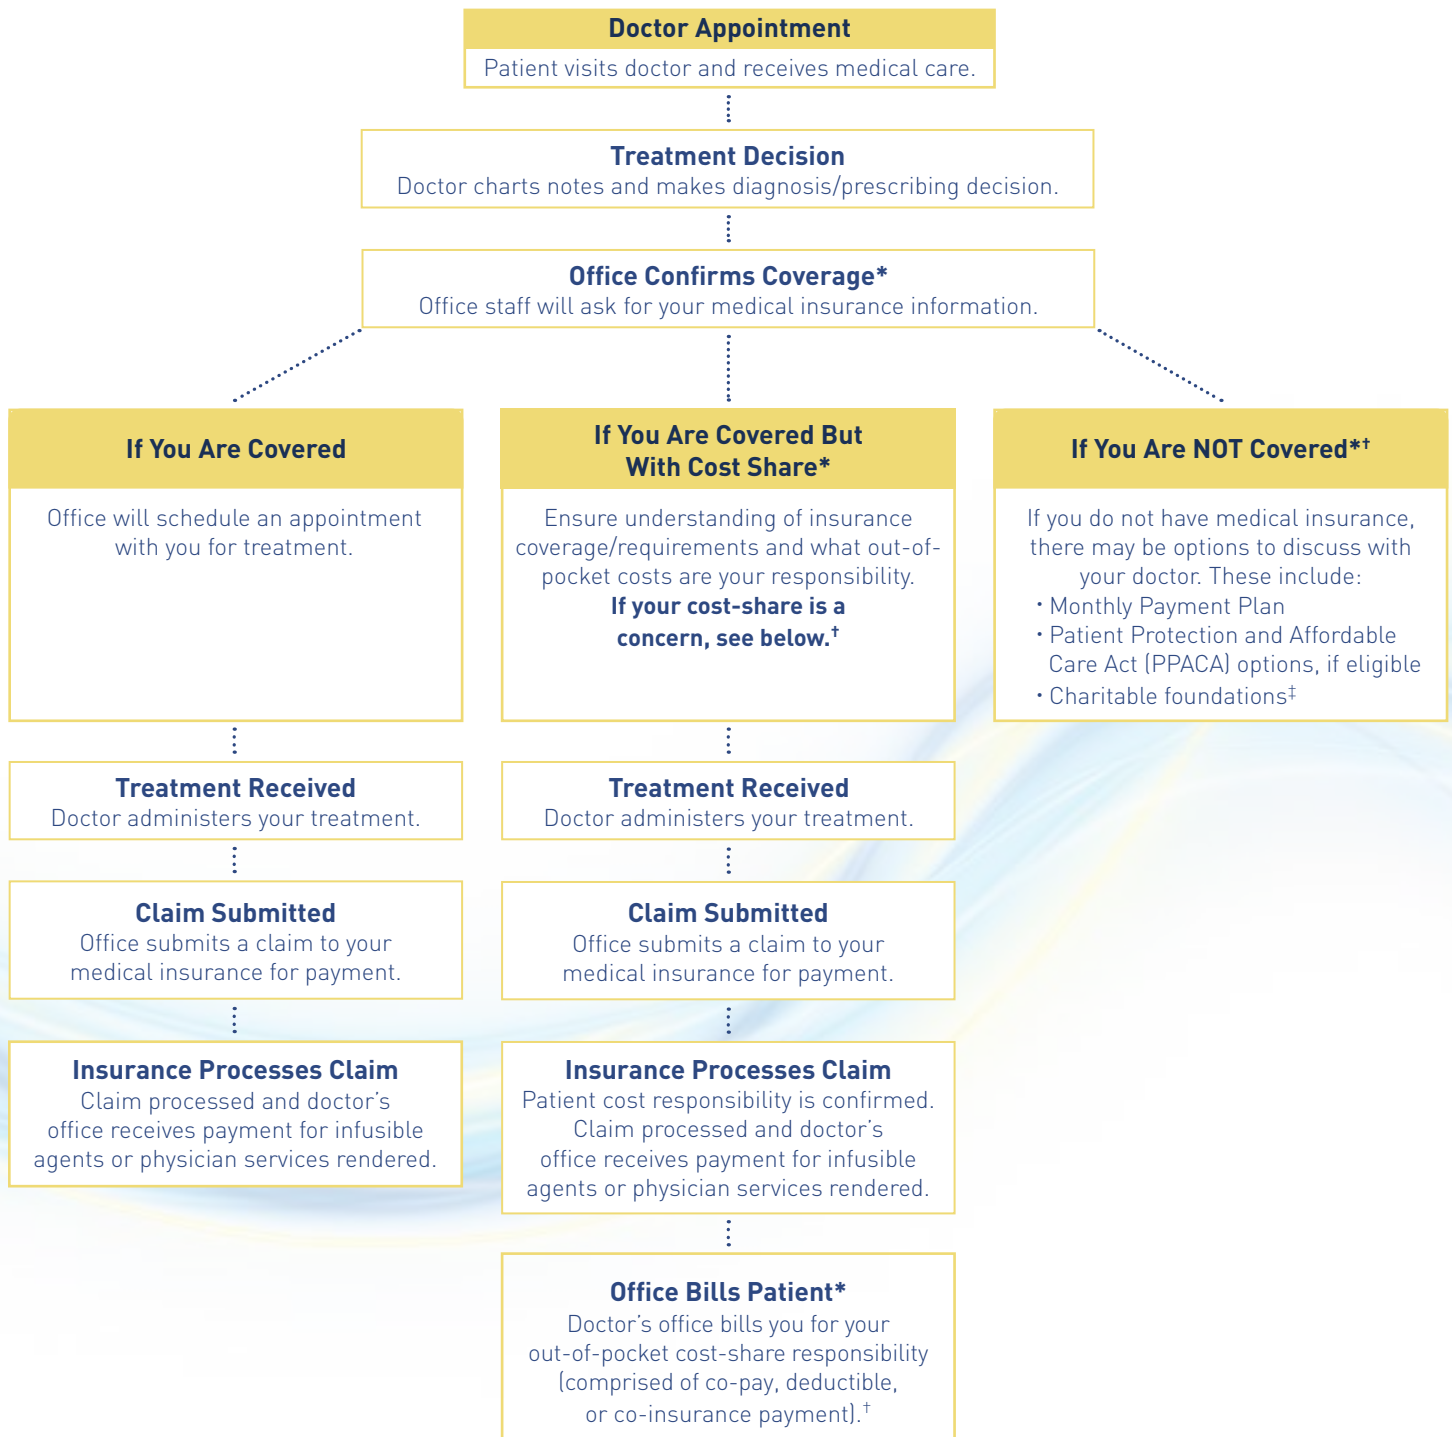 Doctor Appointment
Patient visits doctor and receives medical care.
Treatment Decision
Doctor charts notes and makes diagnosis/prescribing decision.
Office Confirms Coverage*
Office staff will ask for your medical insurance information.
If You Are Covered
Office will schedule an appointment
with you for treatment.
Treatment Received
Doctor administers your treatment.
Claim Submitted
Office submits a claim to your
medical insurance for payment.
Insurance Processes Claim
Claim processed and doctor’s
office receives payment for infusible
agents or physician services rendered.
If You Are Covered But
With Cost Share*
Ensure understanding of insurance
coverage/requirements and what out-of-
pocket costs are your responsibility.
If your cost-share is a
concern, see below.†
Treatment Received
Doctor administers your treatment.
Claim Submitted
Office submits a claim to your
medical insurance for payment.
Insurance Processes Claim
Patient cost responsibility is confirmed.
Claim processed and doctor’s
office receives payment for infusible
agents or physician services rendered.
Office Bills Patient*
Doctor’s office bills you for your
out-of-pocket cost-share responsibility
(comprised of co-pay, deductible,
or co-insurance payment).†
If You Are NOT Covered*†
If you do not have medical insurance,
there may be options to discuss with
your doctor. These include:
• Monthly Payment Plan
• Patient Protection and Affordable
Care Act (PPACA) options, if eligible
• Charitable foundations‡